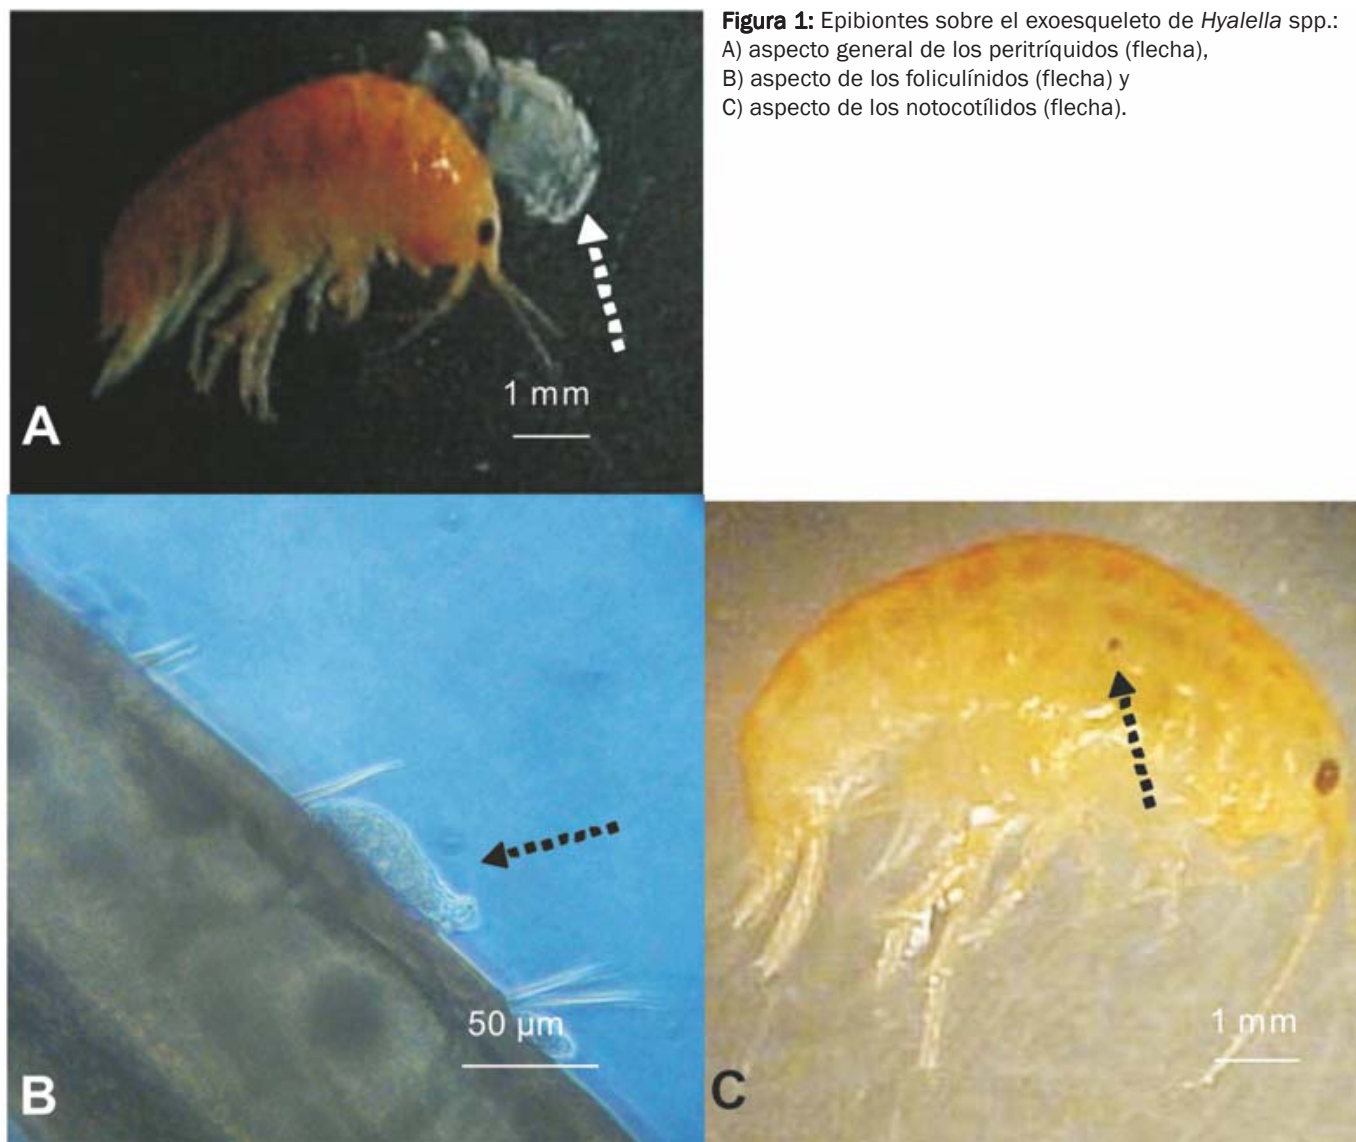 Figura 1: Epibiontes sobre el exoesqueleto de Hyalella spp.:
A) aspecto general de los peritríquidos (flecha),
B) aspecto de los foliculínidos (flecha) y
C) aspecto de los notocotílidos (flecha).
1 mm
A
50 µm
B
1 mm
C